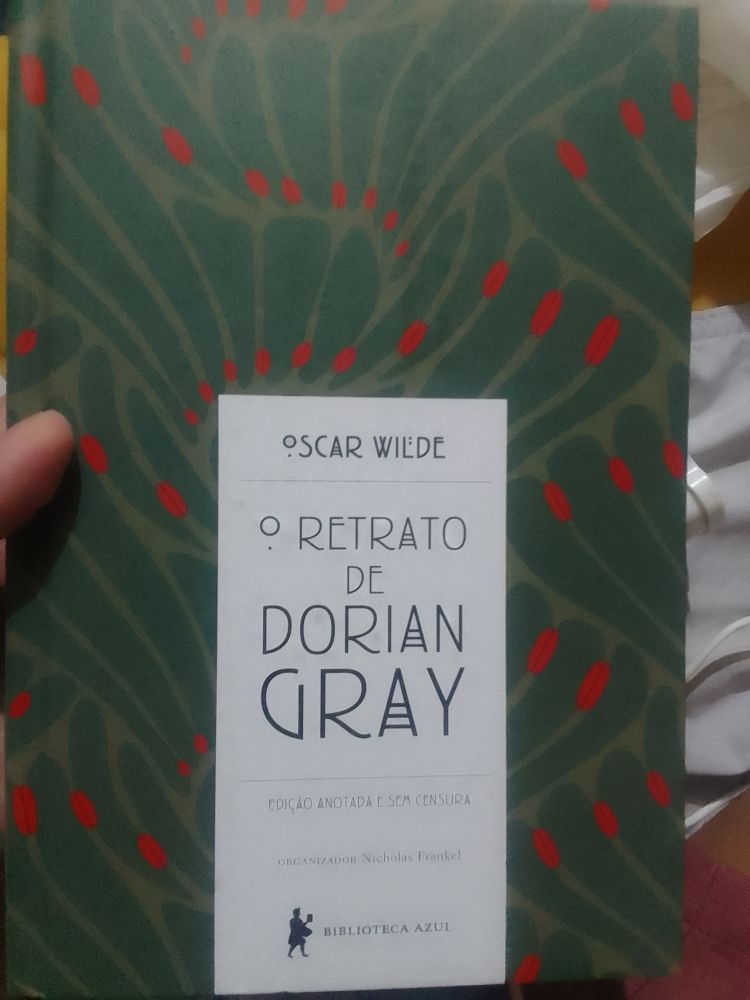 OSCAR WILDE
O RETRATO
DE
DORIAN
GRAY
EDIÇÃO ANOTADA E SEM CENSURA
ORGANIZADOR Nicholas Frankel
BIBLIOTECA AZUL